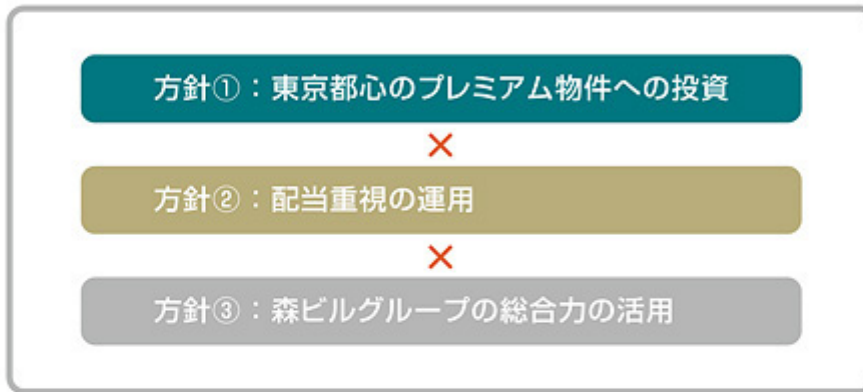 方針①：東京都心のプレミアム物件への投資
×
方針②：配当重視の運用
×
方針③：森ビルグループの総合力の活用